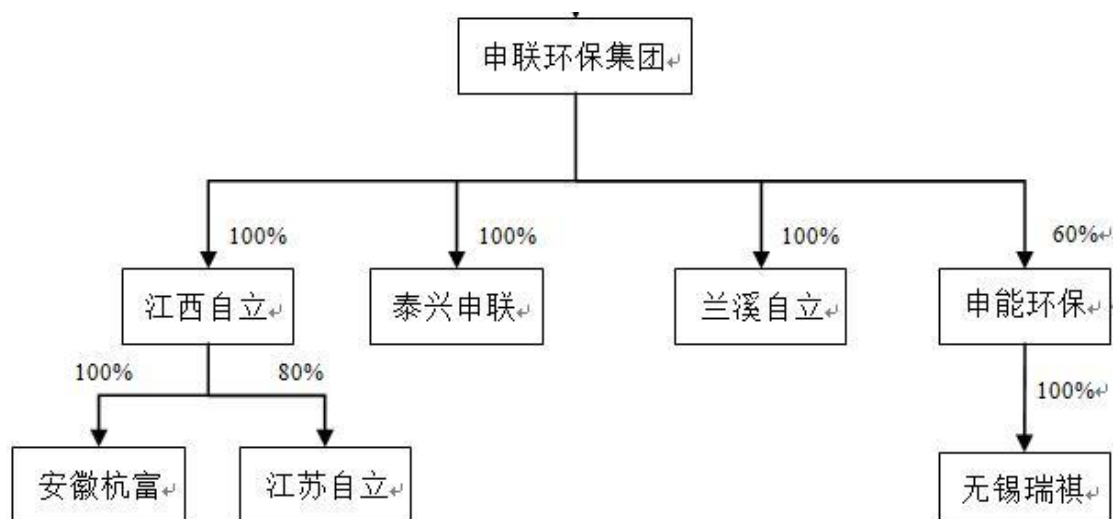 申联环保集团
100%
100%
100%
60%
江西自立
泰兴申联
兰溪自立
申能环保
100%
80%
100%
安徽杭富
江苏自立
无锡瑞祺